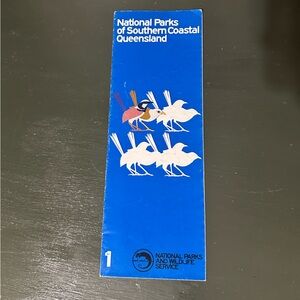 National Parks
of Southern Coastal
Queensland
1
NATIONAL PARKS
AND WILDLIFE
SERVICE